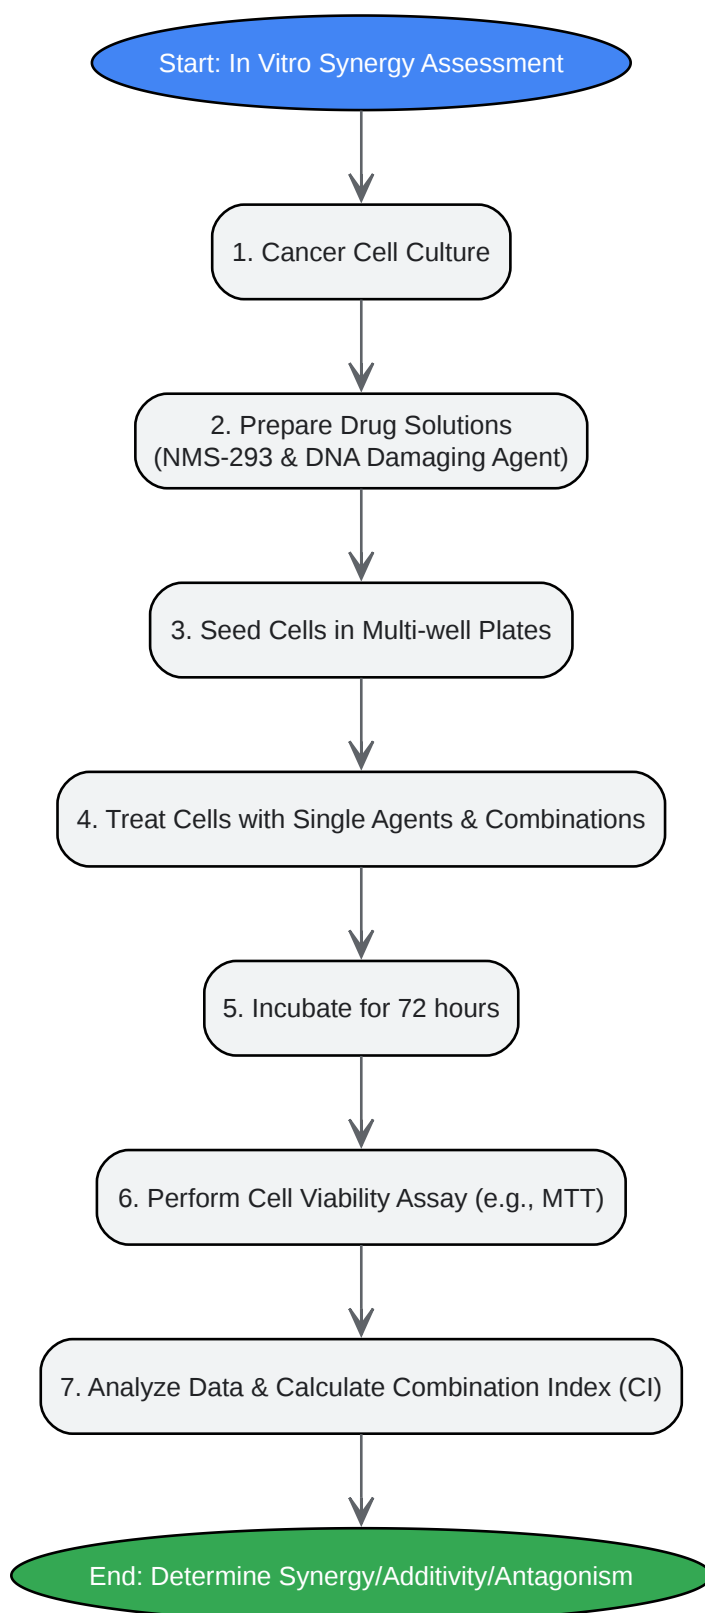 Start: In Vitro Synergy Assessment
1. Cancer Cell Culture
2. Prepare Drug Solutions
(NMS-293 & DNA Damaging Agent)
3. Seed Cells in Multi-well Plates
4. Treat Cells with Single Agents & Combinations
5. Incubate for 72 hours
6. Perform Cell Viability Assay (e.g., MTT)
7. Analyze Data & Calculate Combination Index (CI)
End: Determine Synergy/Additivity/Antagonism